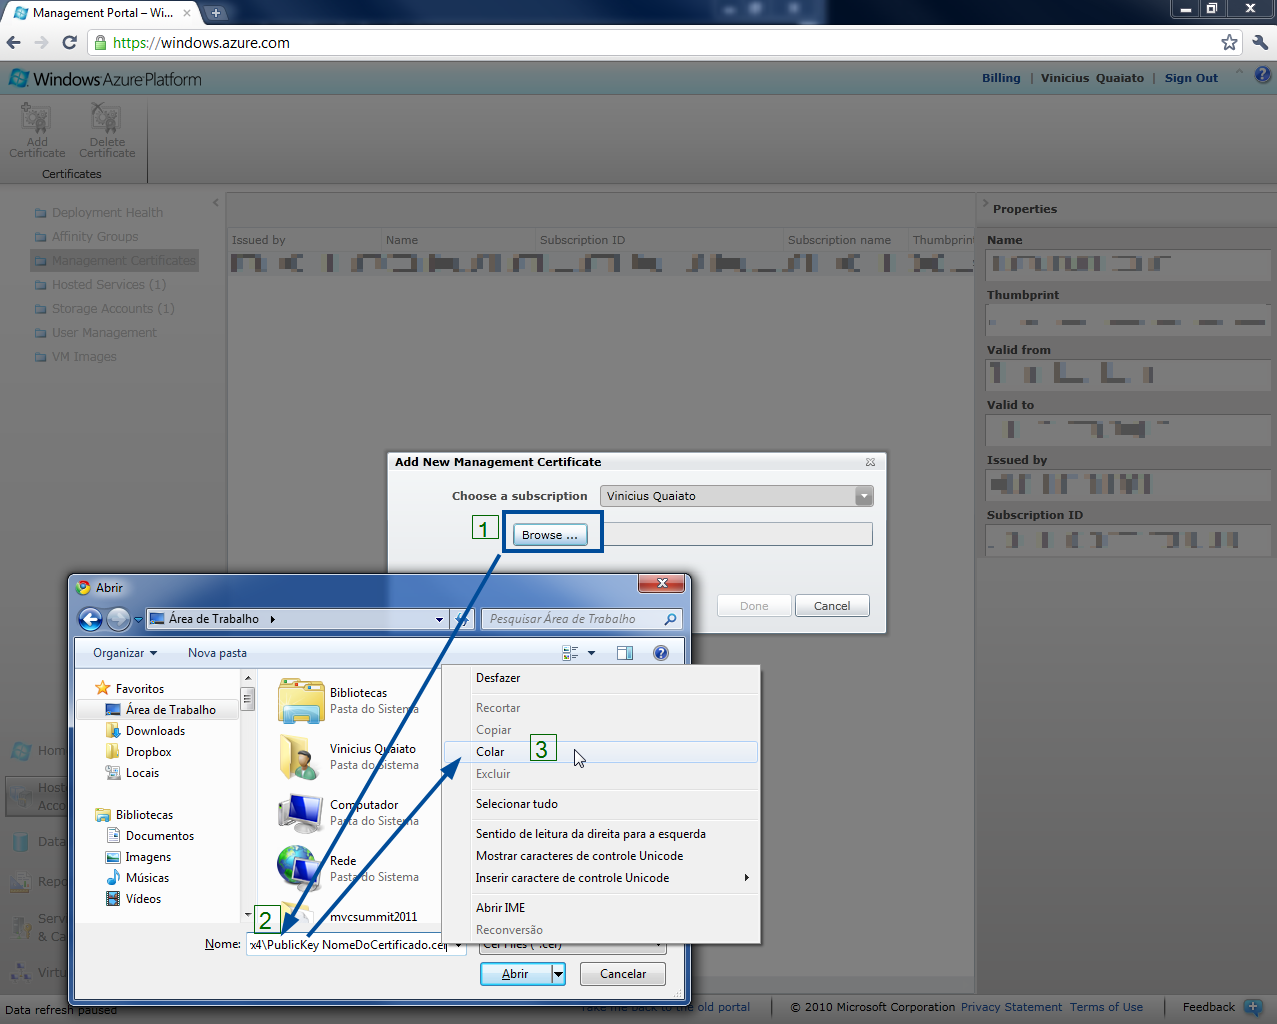 Management Portal – Wi...
https://windows.azure.com
Windows Azure Platform
Billing | Vinicius Quaiato | Sign Out
Add Certificate
Delete Certificate
Certificates
Deployment Health
Affinity Groups
Management Certificates
Hosted Services (1)
Storage Accounts (1)
User Management
VM Images
Issued by
Name
Subscription ID
Subscription name
Thumbprint
Properties
Name
Thumbprint
Valid from
Valid to
Issued by
Subscription ID
Add New Management Certificate
Choose a subscription
Vinicius Quaiato
1
Browse ...
Done
Cancel
Abrir
Área de Trabalho
Pesquisar Área de Trabalho
Organizar
Nova pasta
Favoritos
Área de Trabalho
Downloads
Dropbox
Locais
Bibliotecas
Documentos
Imagens
Músicas
Vídeos
Bibliotecas
Pasta do Sistema
Vinicius Quaiato
Pasta do Sistema
Computador
Pasta do Sistema
Rede
Pasta do Sistema
mvcsummit2011
2
Nome:
x4\PublicKey NomeDoCertificado.cer
Cer Files (*.cer)
Abrir
Cancelar
Desfazer
Recortar
Copiar
Colar
3
Excluir
Selecionar tudo
Sentido de leitura da direita para a esquerda
Mostrar caracteres de controle Unicode
Inserir caractere de controle Unicode
Abrir IME
Reconversão
Data refresh paused
Take me back to the old portal
© 2010 Microsoft Corporation
Privacy Statement
Terms of Use
Feedback